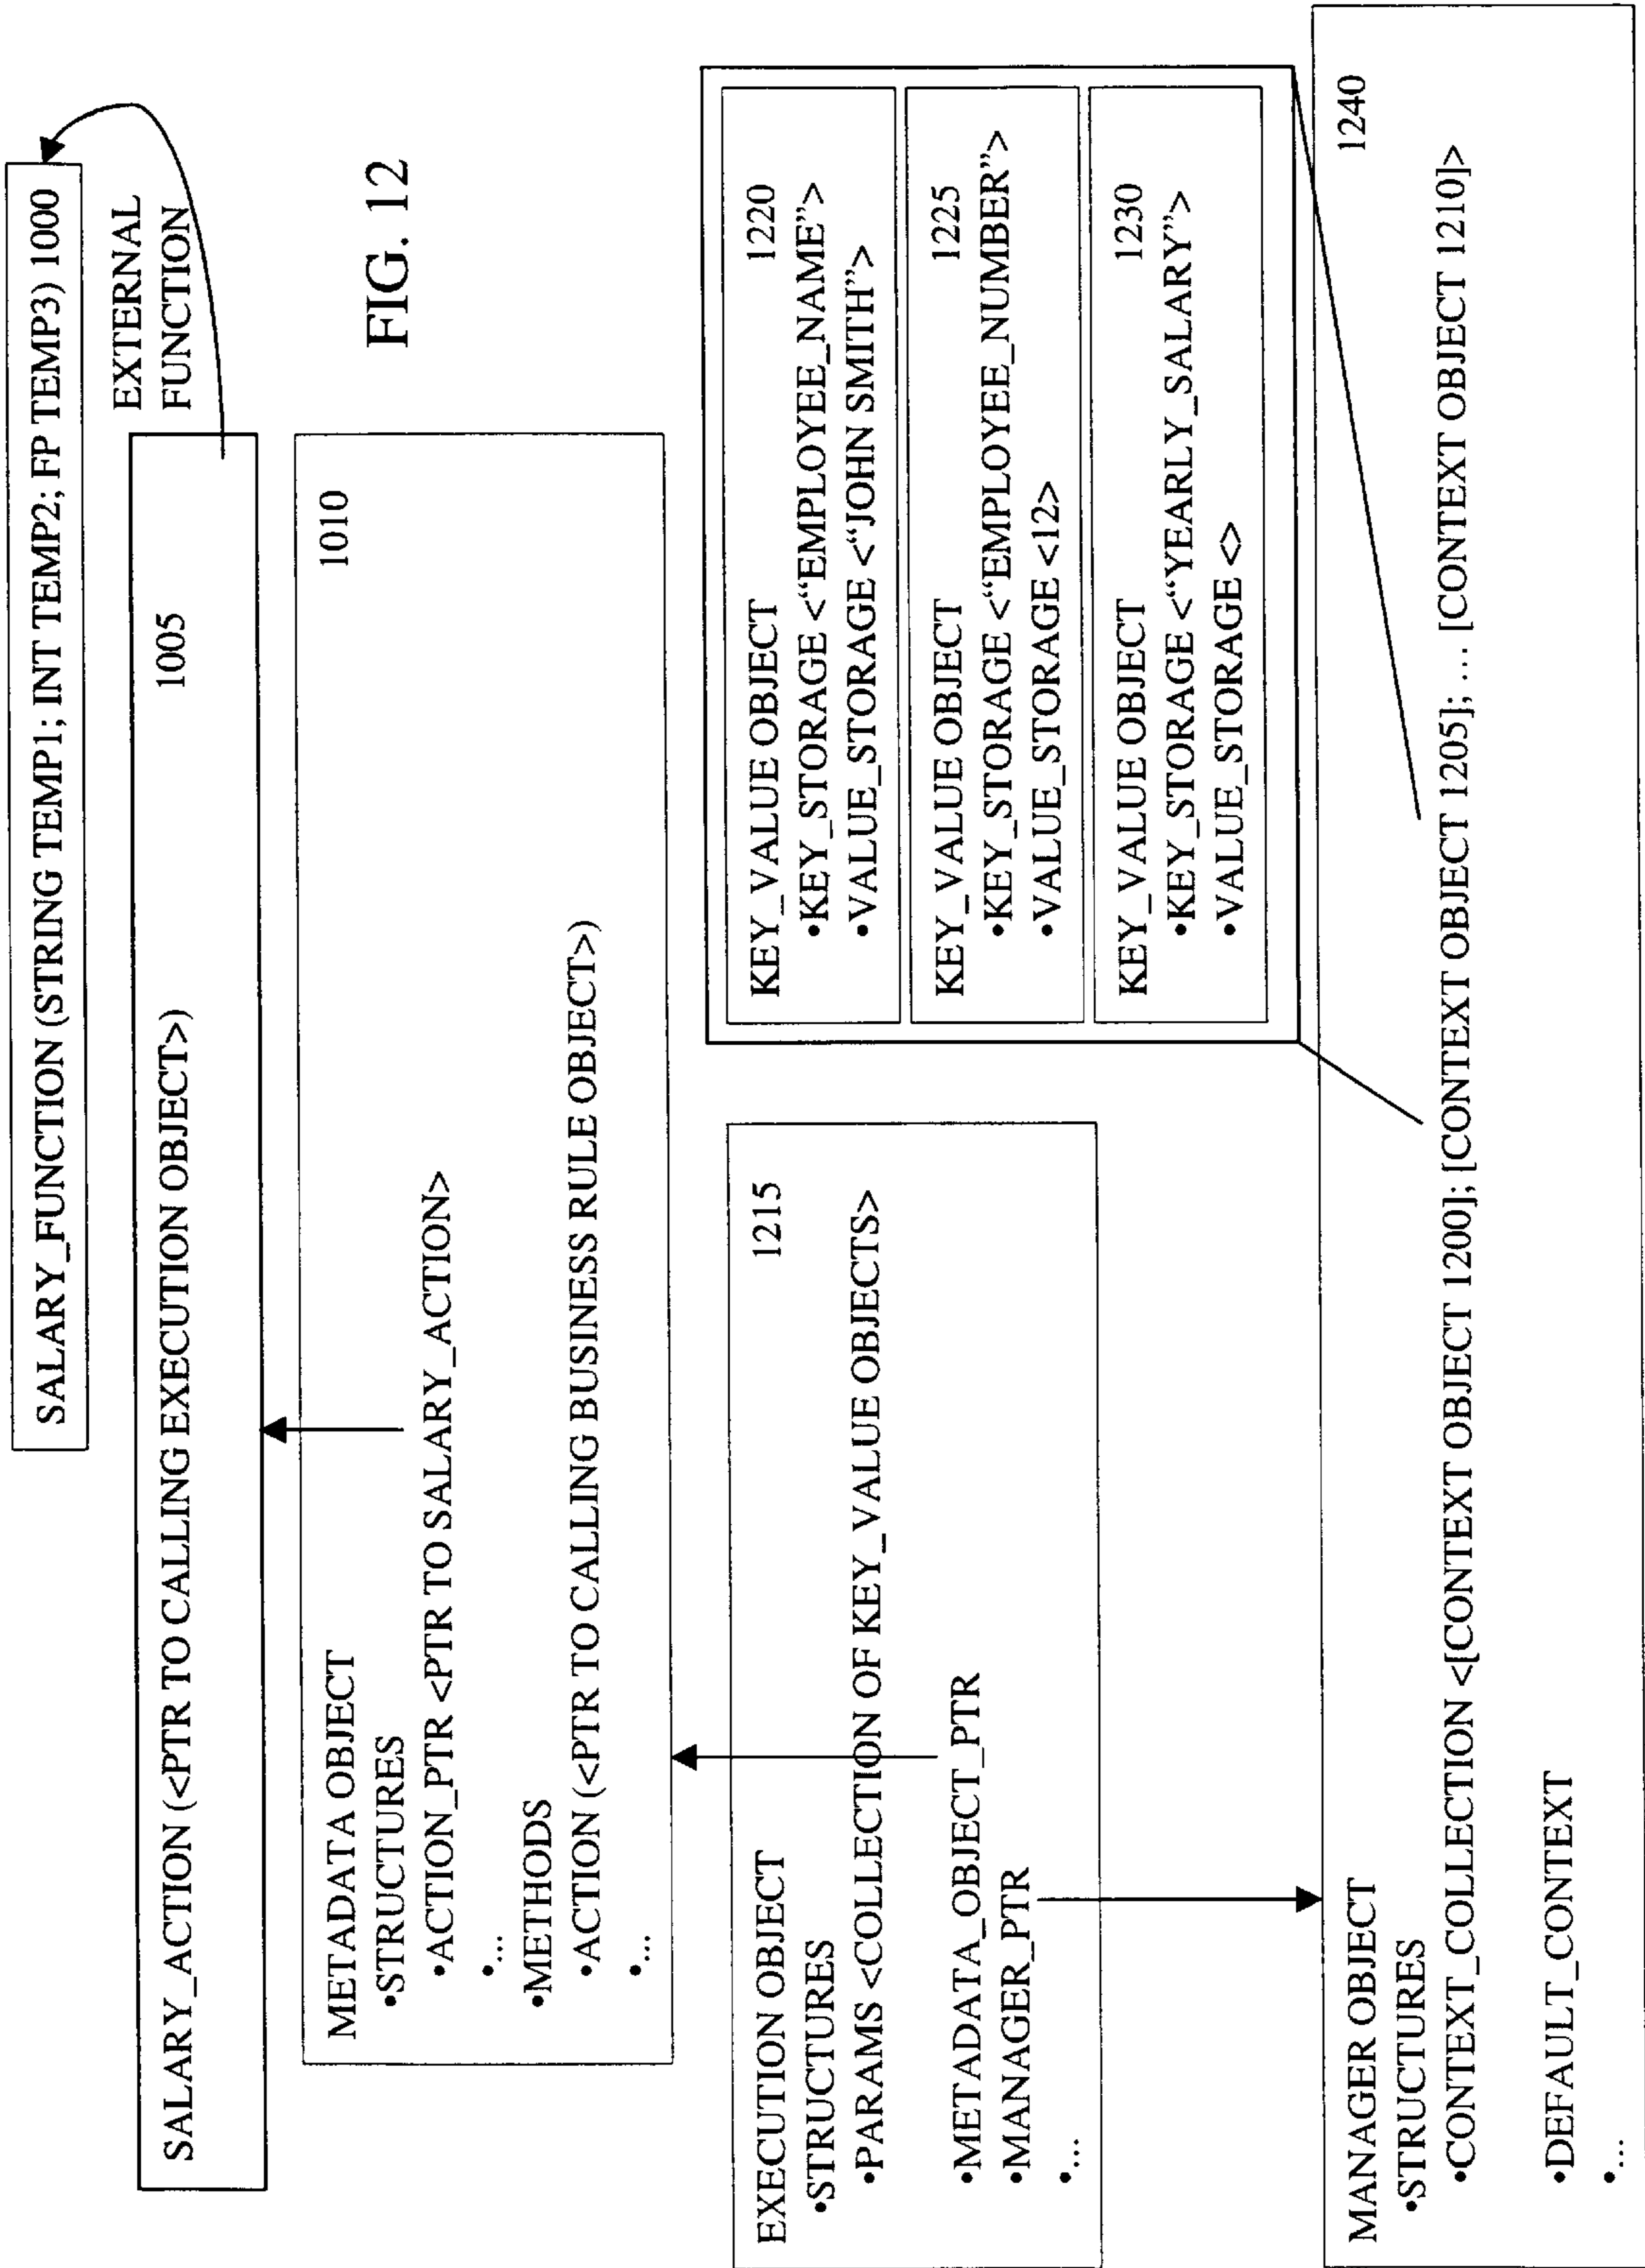 SALARY_FUNCTION (STRING TEMP1; INT TEMP2; FP TEMP3) 1000
EXTERNAL
FUNCTION
SALARY_ACTION (<PTR TO CALLING EXECUTION OBJECT>)
1005
METADATA OBJECT
1010
•STRUCTURES
•ACTION_PTR <PTR TO SALARY_ACTION>
•...
•METHODS
•ACTION (<PTR TO CALLING BUSINESS RULE OBJECT>)
•...
FIG. 12
EXECUTION OBJECT
1215
•STRUCTURES
•PARAMS <COLLECTION OF KEY_VALUE OBJECTS>
•METADATA_OBJECT_PTR
•MANAGER_PTR
•...
KEY_VALUE OBJECT 1220
•KEY_STORAGE <“EMPLOYEE_NAME”>
•VALUE_STORAGE <“JOHN SMITH”>
KEY_VALUE OBJECT 1225
•KEY_STORAGE <“EMPLOYEE_NUMBER”>
•VALUE_STORAGE <12>
KEY_VALUE OBJECT 1230
•KEY_STORAGE <“YEARLY_SALARY”>
•VALUE_STORAGE <>
MANAGER OBJECT
1240
•STRUCTURES
•CONTEXT_COLLECTION <[CONTEXT OBJECT 1200]; [CONTEXT OBJECT 1205]; … [CONTEXT OBJECT 1210]>
•DEFAULT_CONTEXT
•...